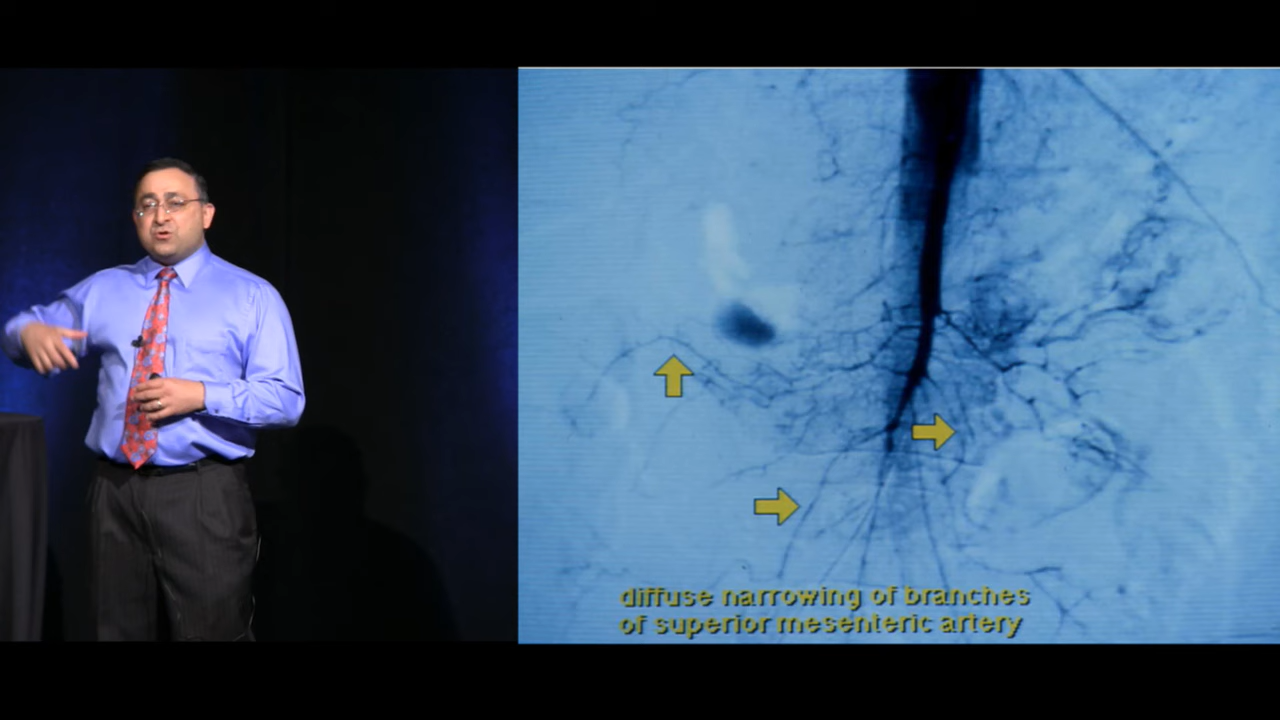 diffuse narrowing of branches
of superior mesenteric artery